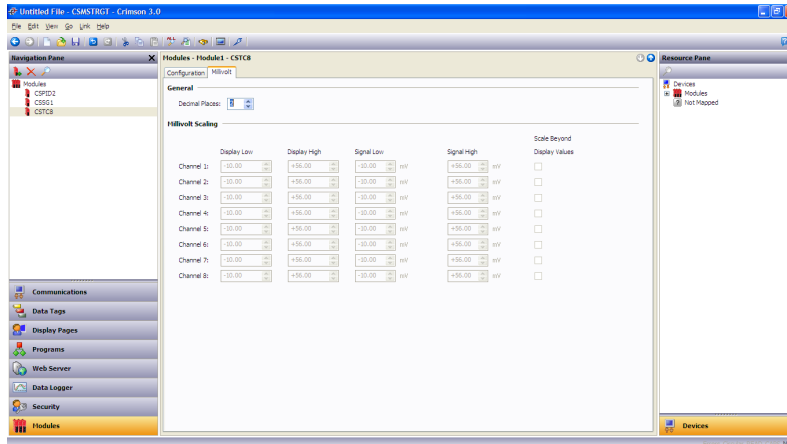 Untitled File - CSMSTRGT - Crimson 3.0
File Edit View Go Link Help
Navigation Pane
Modules - Module1 - CSTC8
Resource Pane
Modules
CSPID2
CSSG1
CSTC8
Configuration Millivolt
Devices
Modules
Not Mapped
General
Decimal Places: 2
Millivolt Scaling
Scale Beyond
Display Low Display High Signal Low Signal High Display Values
Channel 1: -10.00 +56.00 -10.00 mV +56.00 mV
Channel 2: -10.00 +56.00 -10.00 mV +56.00 mV
Channel 3: -10.00 +56.00 -10.00 mV +56.00 mV
Channel 4: -10.00 +56.00 -10.00 mV +56.00 mV
Channel 5: -10.00 +56.00 -10.00 mV +56.00 mV
Channel 6: -10.00 +56.00 -10.00 mV +56.00 mV
Channel 7: -10.00 +56.00 -10.00 mV +56.00 mV
Channel 8: -10.00 +56.00 -10.00 mV +56.00 mV
Communications
Data Tags
Display Pages
Programs
Web Server
Data Logger
Security
Modules
Devices